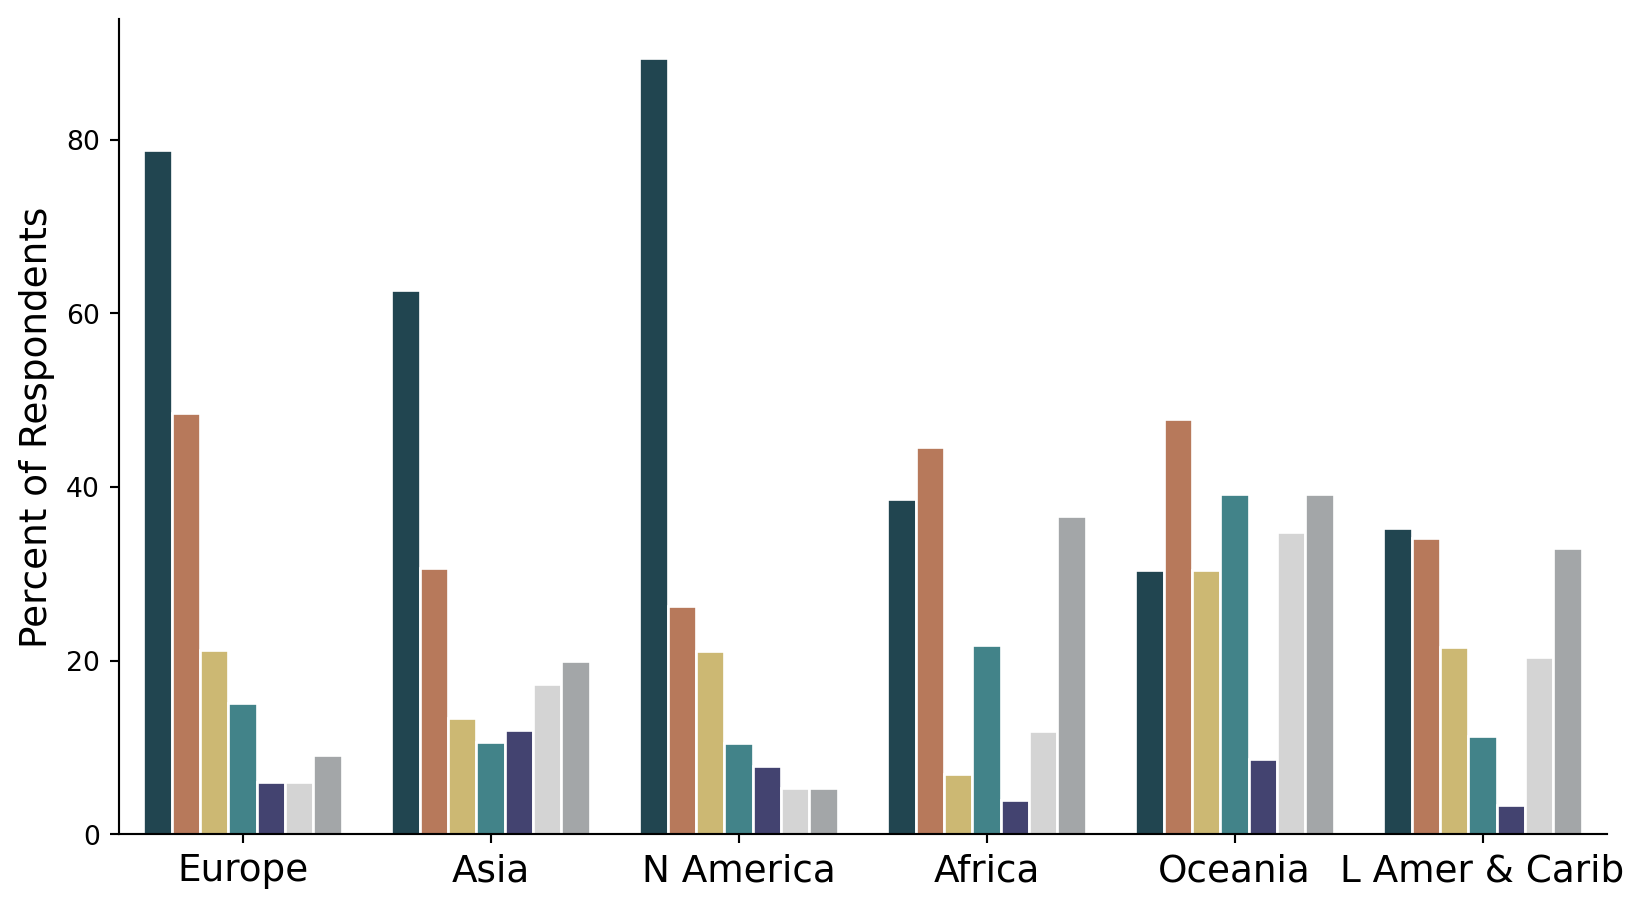 Percent of Respondents
80
60
40
20
0
Europe
Asia
N America
Africa
Oceania
L Amer & Carib